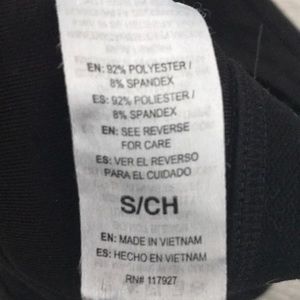 EN: 92% POLYESTER /
8% SPANDEX
ES: 92% POLIESTER /
8% SPANDEX
EN: SEE REVERSE
FOR CARE
ES: VER EL REVERSO
PARA EL CUIDADO
S/CH
EN: MADE IN VIETNAM
ES: HECHO EN VIETNAM
RN# 117927